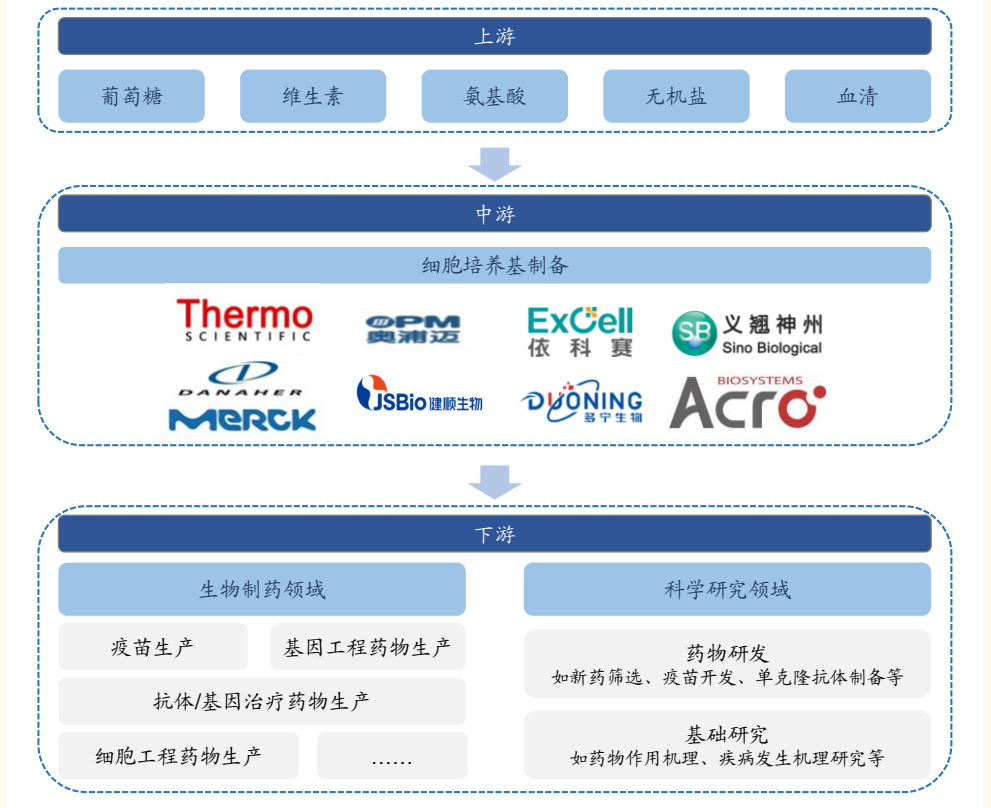 上游
葡萄糖
维生素
氨基酸
无机盐
血清
中游
细胞培养基制备
Thermo
SCIENTIFIC
OPM
奥浦迈
ExCell
依科赛
SB
义翘神州
Sino Biological
DANAHER
MERCK
JSBio 健顺生物
DUONING
多宁生物
BIOSYSTEMS
ACRO
下游
生物制药领域
科学研究领域
疫苗生产
基因工程药物生产
抗体/基因治疗药物生产
细胞工程药物生产
……
药物研发
如新药筛选、疫苗开发、单克隆抗体制备等
基础研究
如药物作用机理、疾病发生机理研究等